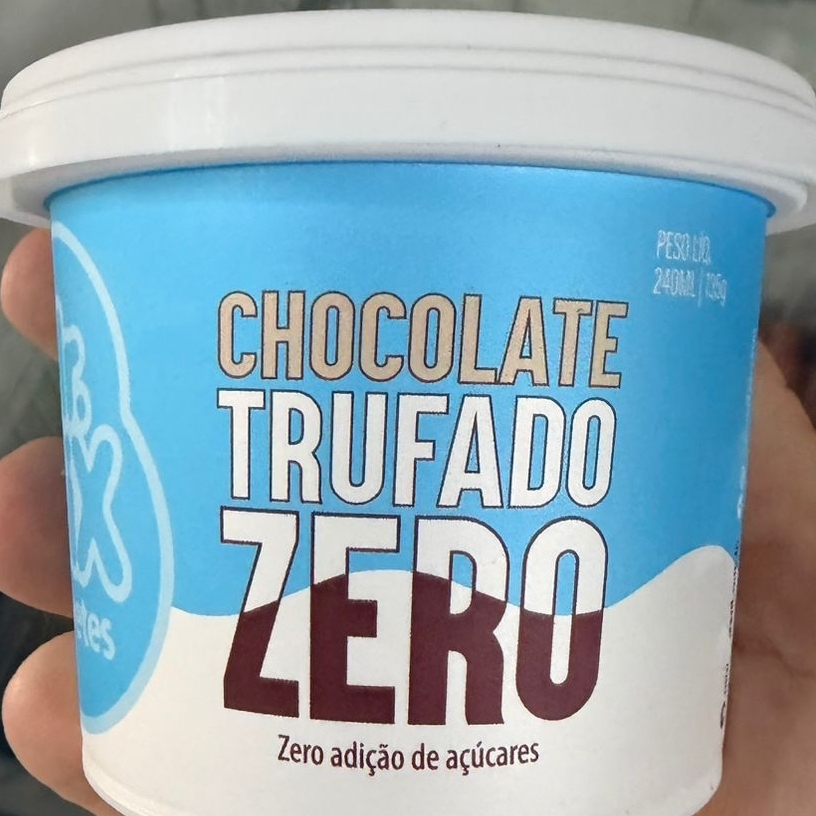 CHOCOLATE
TRUFADO
ZERO
Zero adição de açúcares
PESO LÍQ.
240ML | 135g